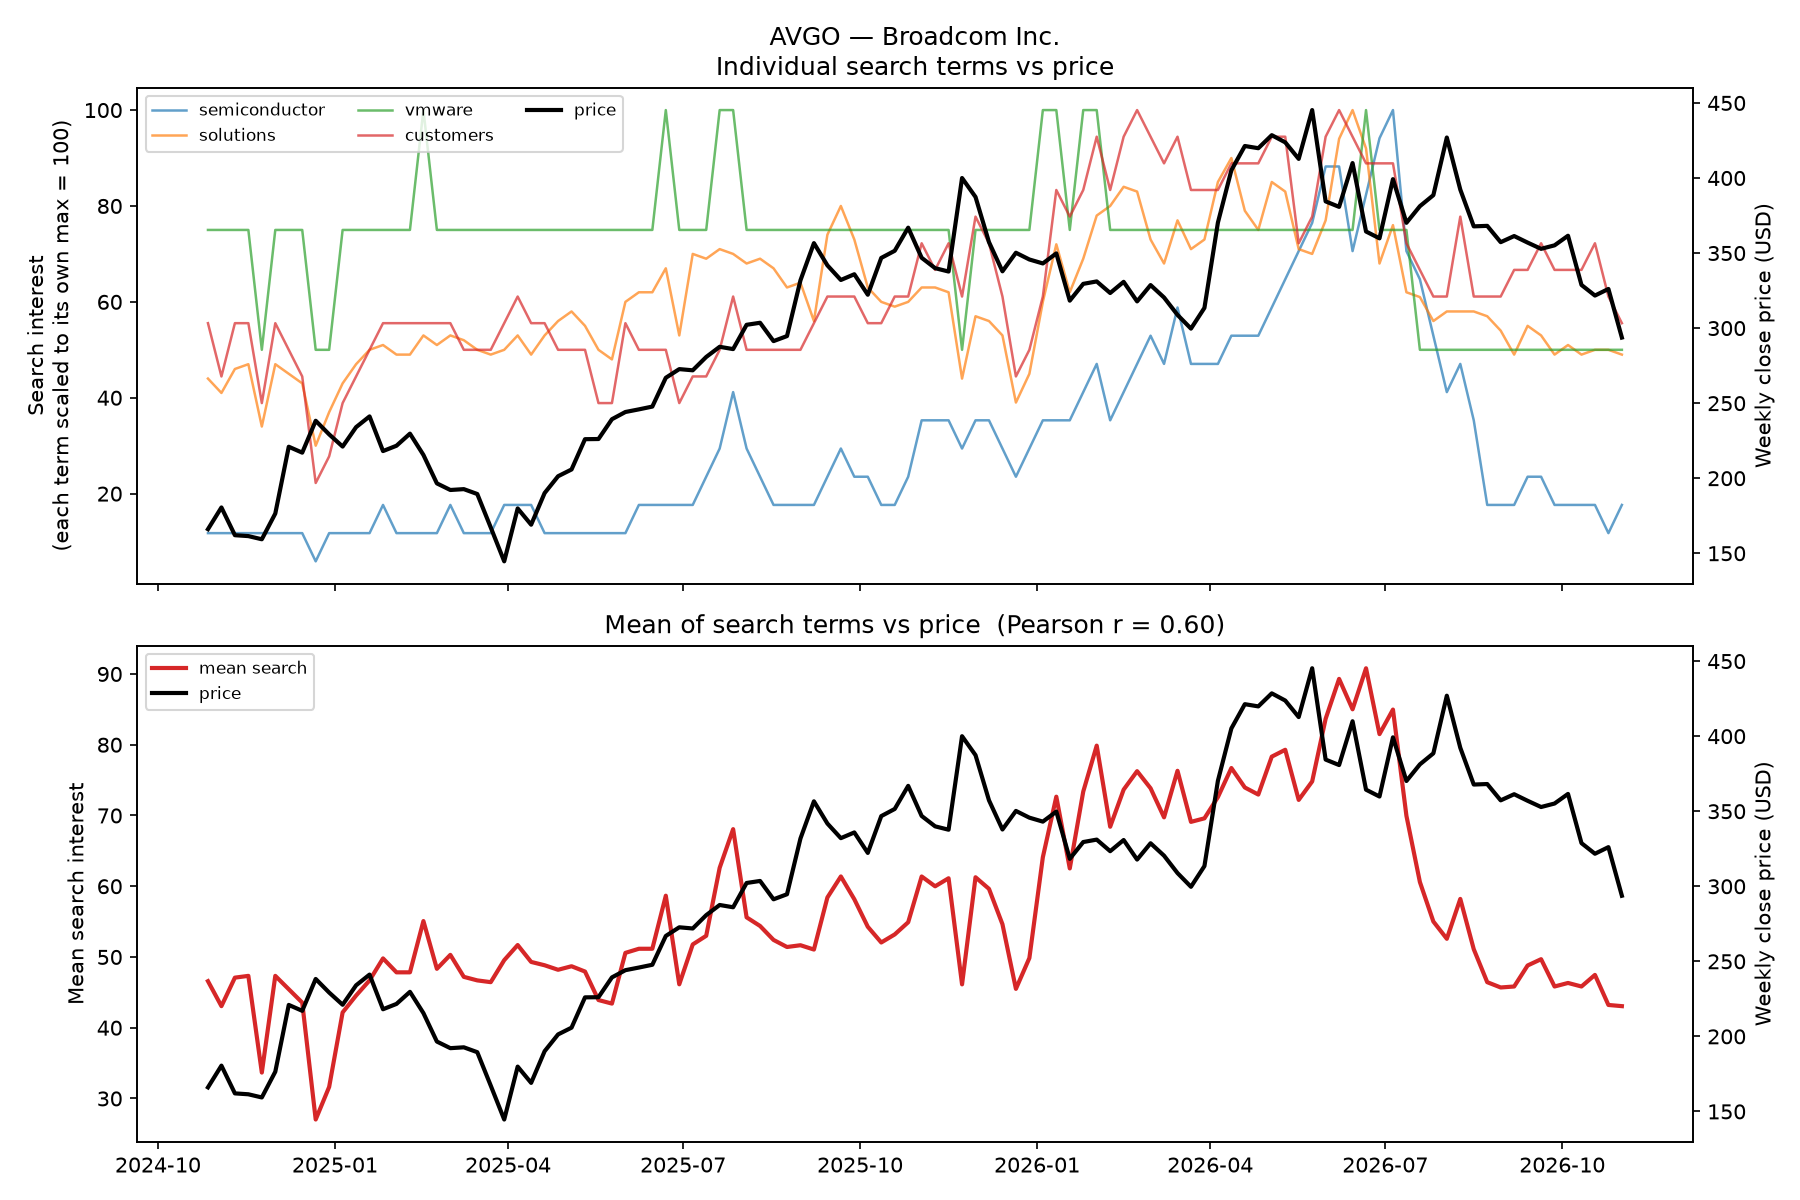 AVGO — Broadcom Inc.
Individual search terms vs price
semiconductor
solutions
vmware
customers
price
Search interest
(each term scaled to its own max = 100)
100
80
60
40
20
Weekly close price (USD)
450
400
350
300
250
200
150
Mean of search terms vs price (Pearson r = 0.60)
mean search
price
Mean search interest
90
80
70
60
50
40
30
Weekly close price (USD)
450
400
350
300
250
200
150
2024-10
2025-01
2025-04
2025-07
2025-10
2026-01
2026-04
2026-07
2026-10